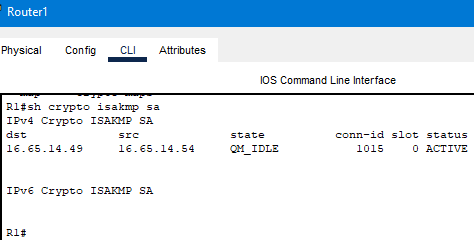 Router1
Physical Config CLI Attributes
IOS Command Line Interface
R1#sh crypto isakmp sa
IPv4 Crypto ISAKMP SA
dst src state conn-id slot status
16.65.14.49 16.65.14.54 QM_IDLE 1015 0 ACTIVE
IPv6 Crypto ISAKMP SA
R1#